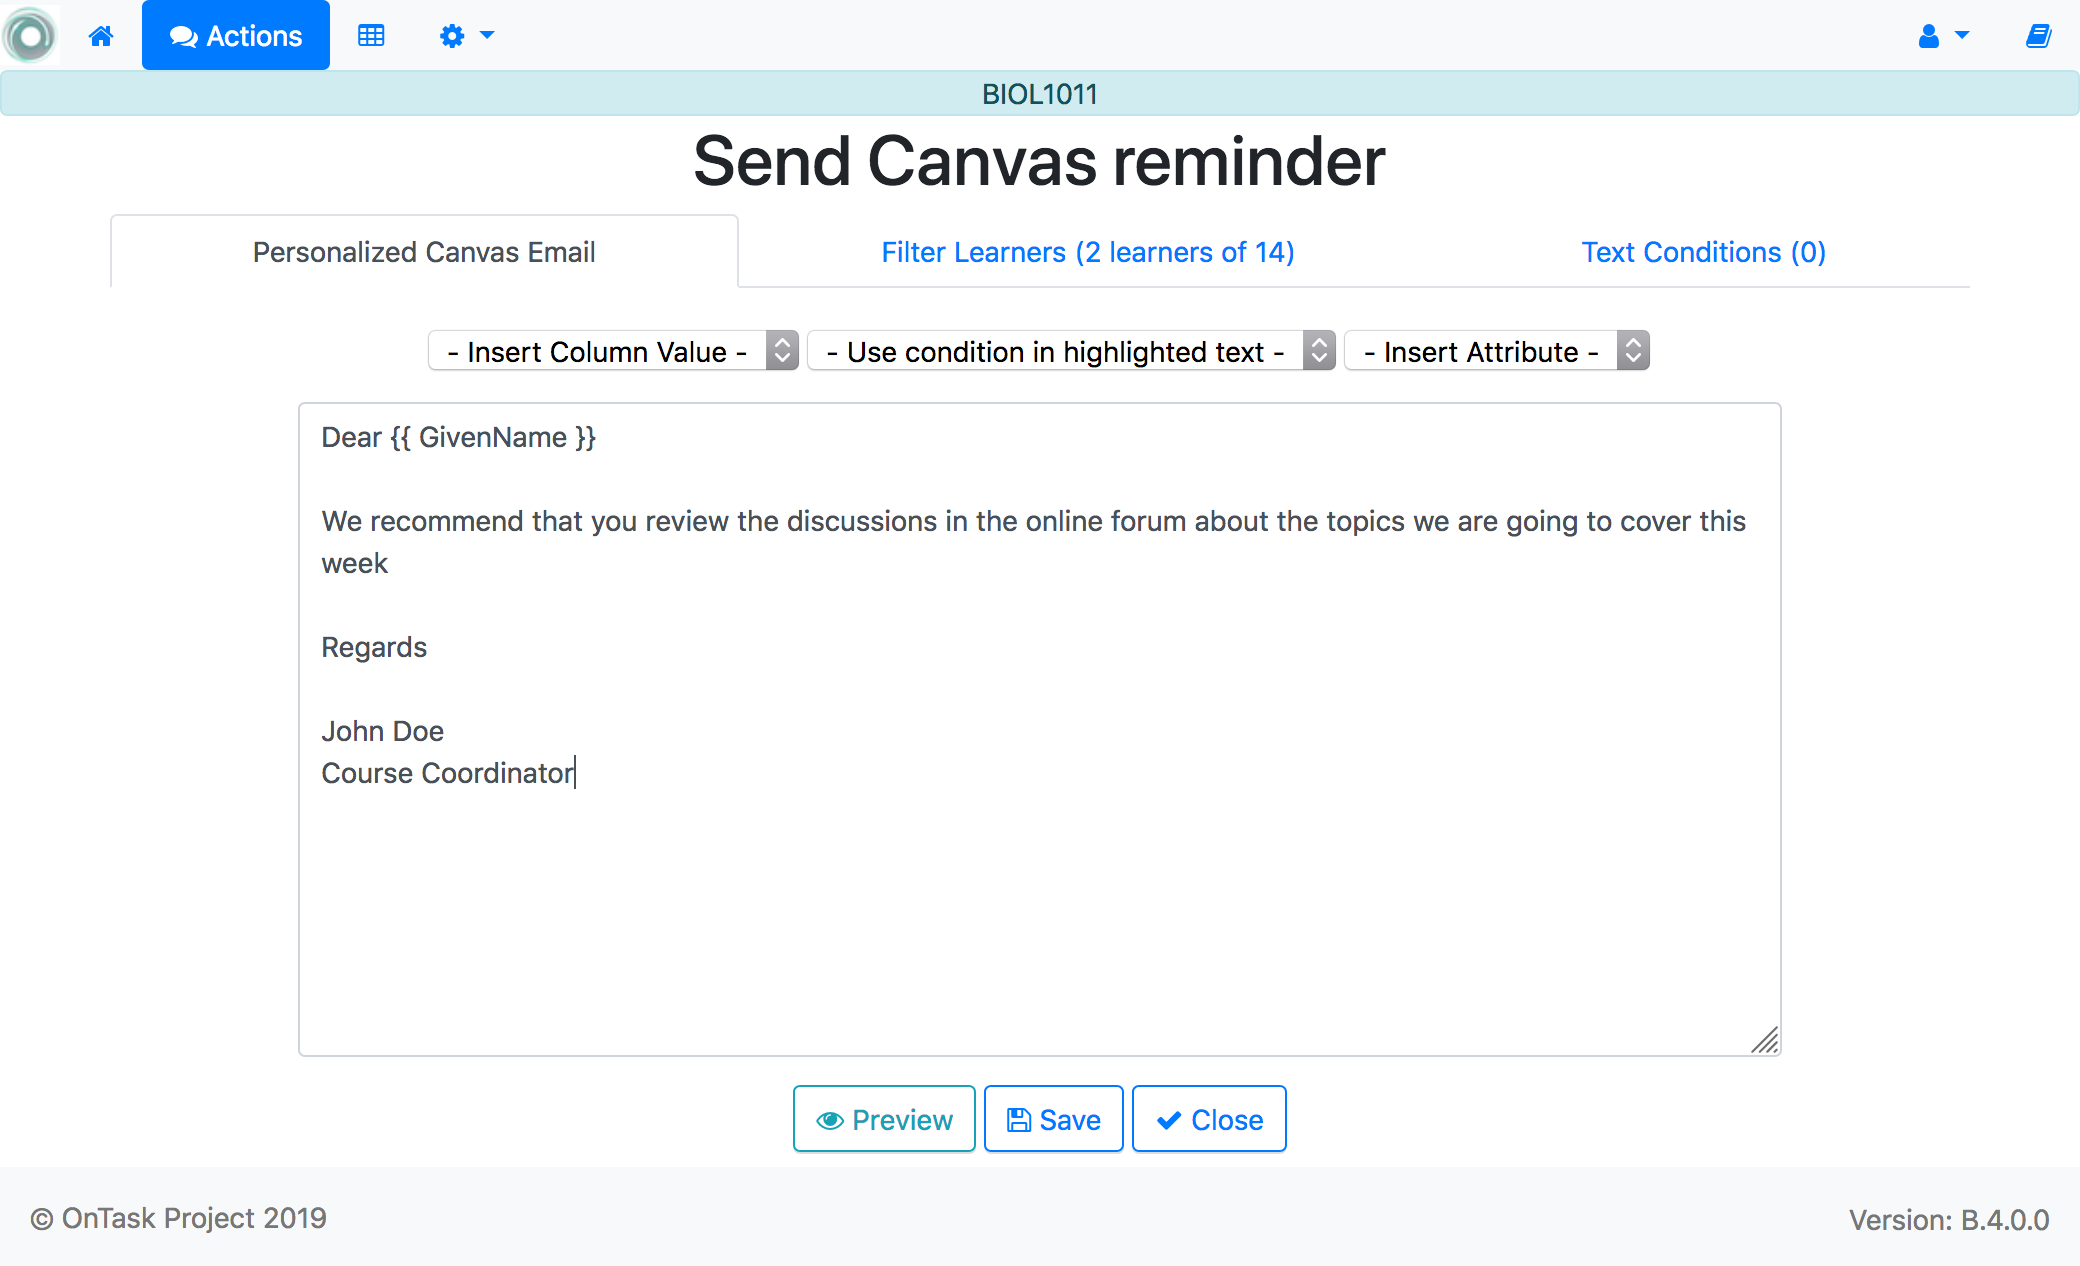 Actions
BIOL1011
Send Canvas reminder
Personalized Canvas Email
Filter Learners (2 learners of 14)
Text Conditions (0)
- Insert Column Value -
- Use condition in highlighted text -
- Insert Attribute -
Dear {{ GivenName }}
We recommend that you review the discussions in the online forum about the topics we are going to cover this
week
Regards
John Doe
Course Coordinator
Preview
Save
Close
© OnTask Project 2019
Version: B.4.0.0